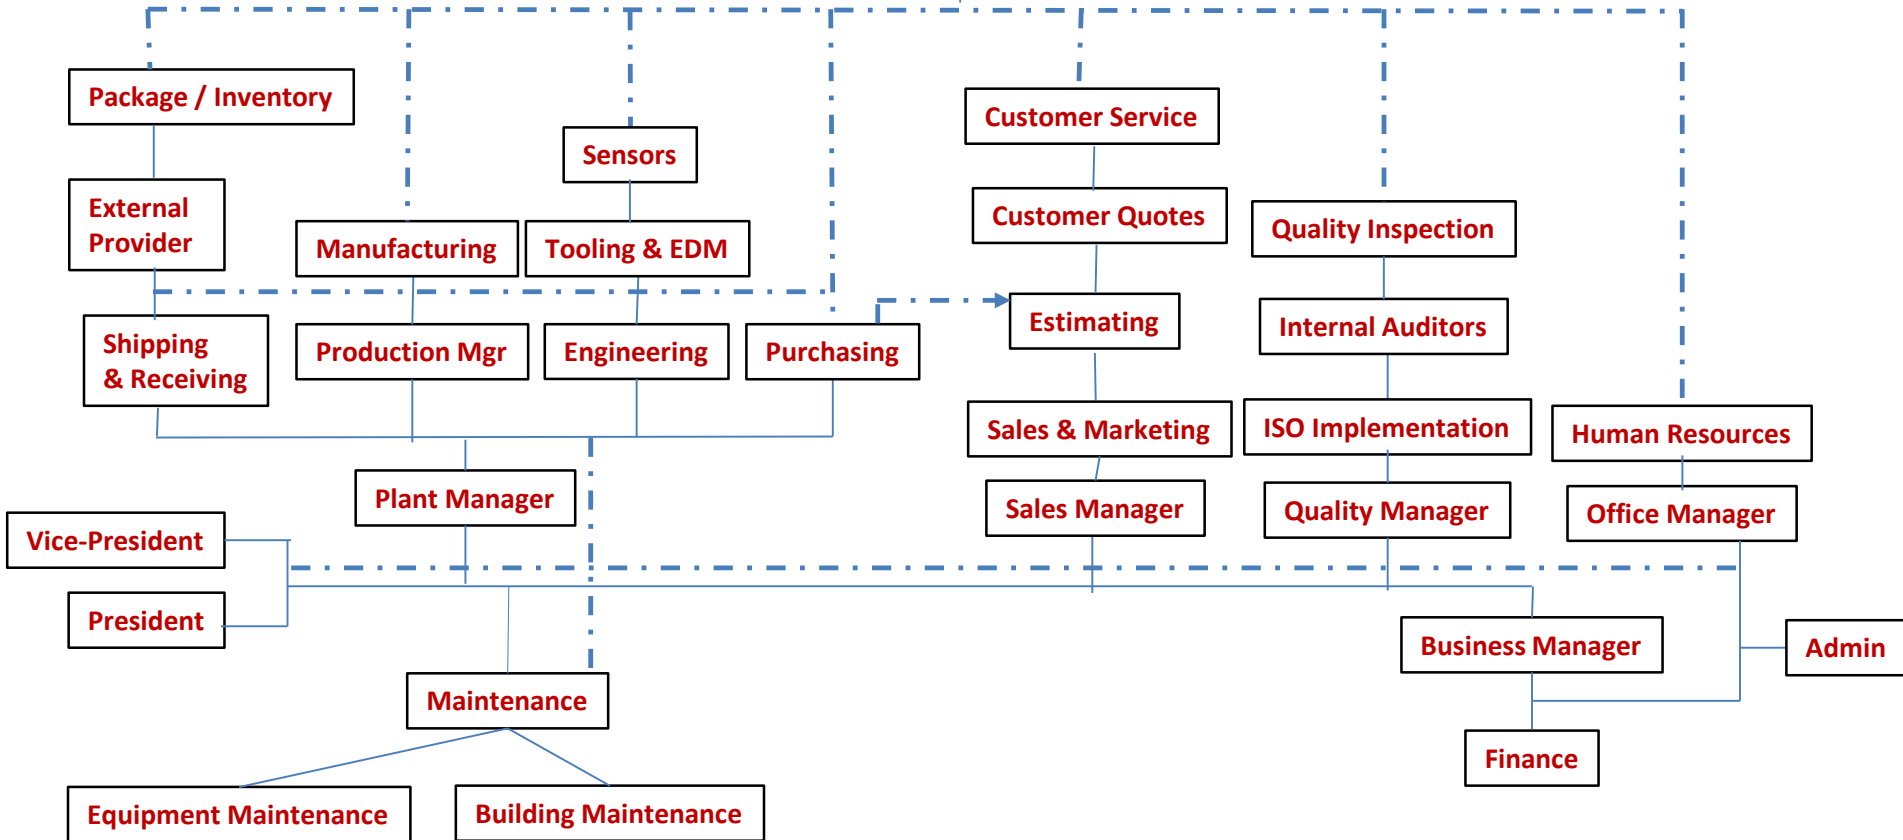 Package / Inventory
Customer Service
Sensors
External
Provider
Customer Quotes
Quality Inspection
Manufacturing
Tooling & EDM
Estimating
Internal Auditors
Shipping
& Receiving
Production Mgr
Engineering
Purchasing
Sales & Marketing
ISO Implementation
Human Resources
Plant Manager
Sales Manager
Quality Manager
Office Manager
Vice-President
President
Business Manager
Admin
Maintenance
Finance
Equipment Maintenance
Building Maintenance